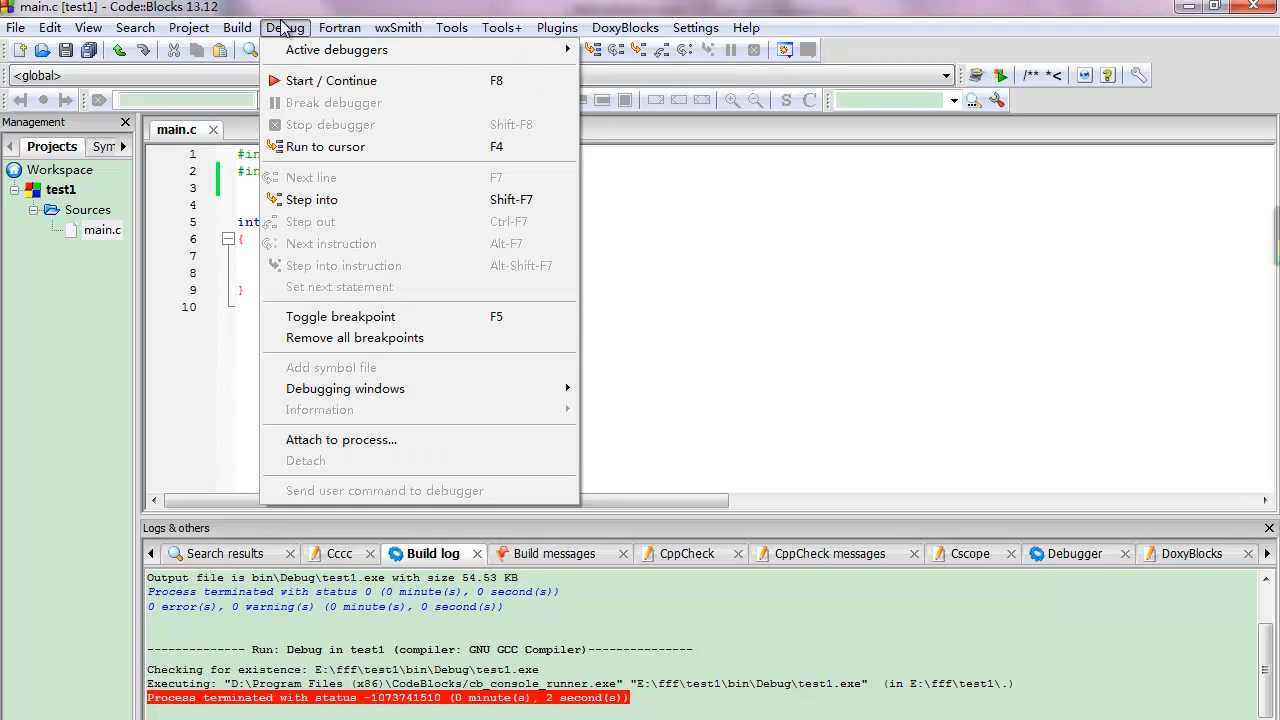 main.c [test1] - Code::Blocks 13.12
File Edit View Search Project Build Debug Fortran wxSmith Tools Tools+ Plugins DoxyBlocks Settings Help
<global>
/** *<
S C
Management
Projects Sym
Workspace
test1
Sources
main.c
main.c
1 #in
2 #in
3
4
5 int
6 {
7
8
9 }
10
Active debuggers
Start / Continue F8
Break debugger
Stop debugger Shift-F8
Run to cursor F4
Next line F7
Step into Shift-F7
Step out Ctrl-F7
Next instruction Alt-F7
Step into instruction Alt-Shift-F7
Set next statement
Toggle breakpoint F5
Remove all breakpoints
Add symbol file
Debugging windows
Information
Attach to process...
Detach
Send user command to debugger
Logs & others
Search results Cccc Build log Build messages CppCheck CppCheck messages Cscope Debugger DoxyBlocks
Output file is bin\Debug\test1.exe with size 54.53 KB
Process terminated with status 0 (0 minute(s), 0 second(s))
0 error(s), 0 warning(s) (0 minute(s), 0 second(s))
-------------- Run: Debug in test1 (compiler: GNU GCC Compiler)---------------
Checking for existence: E:\fff\test1\bin\Debug\test1.exe
Executing: "D:\Program Files (x86)\CodeBlocks/cb_console_runner.exe" "E:\fff\test1\bin\Debug\test1.exe" (in E:\fff\test1\.)
Process terminated with status -1073741510 (0 minute(s), 2 second(s))